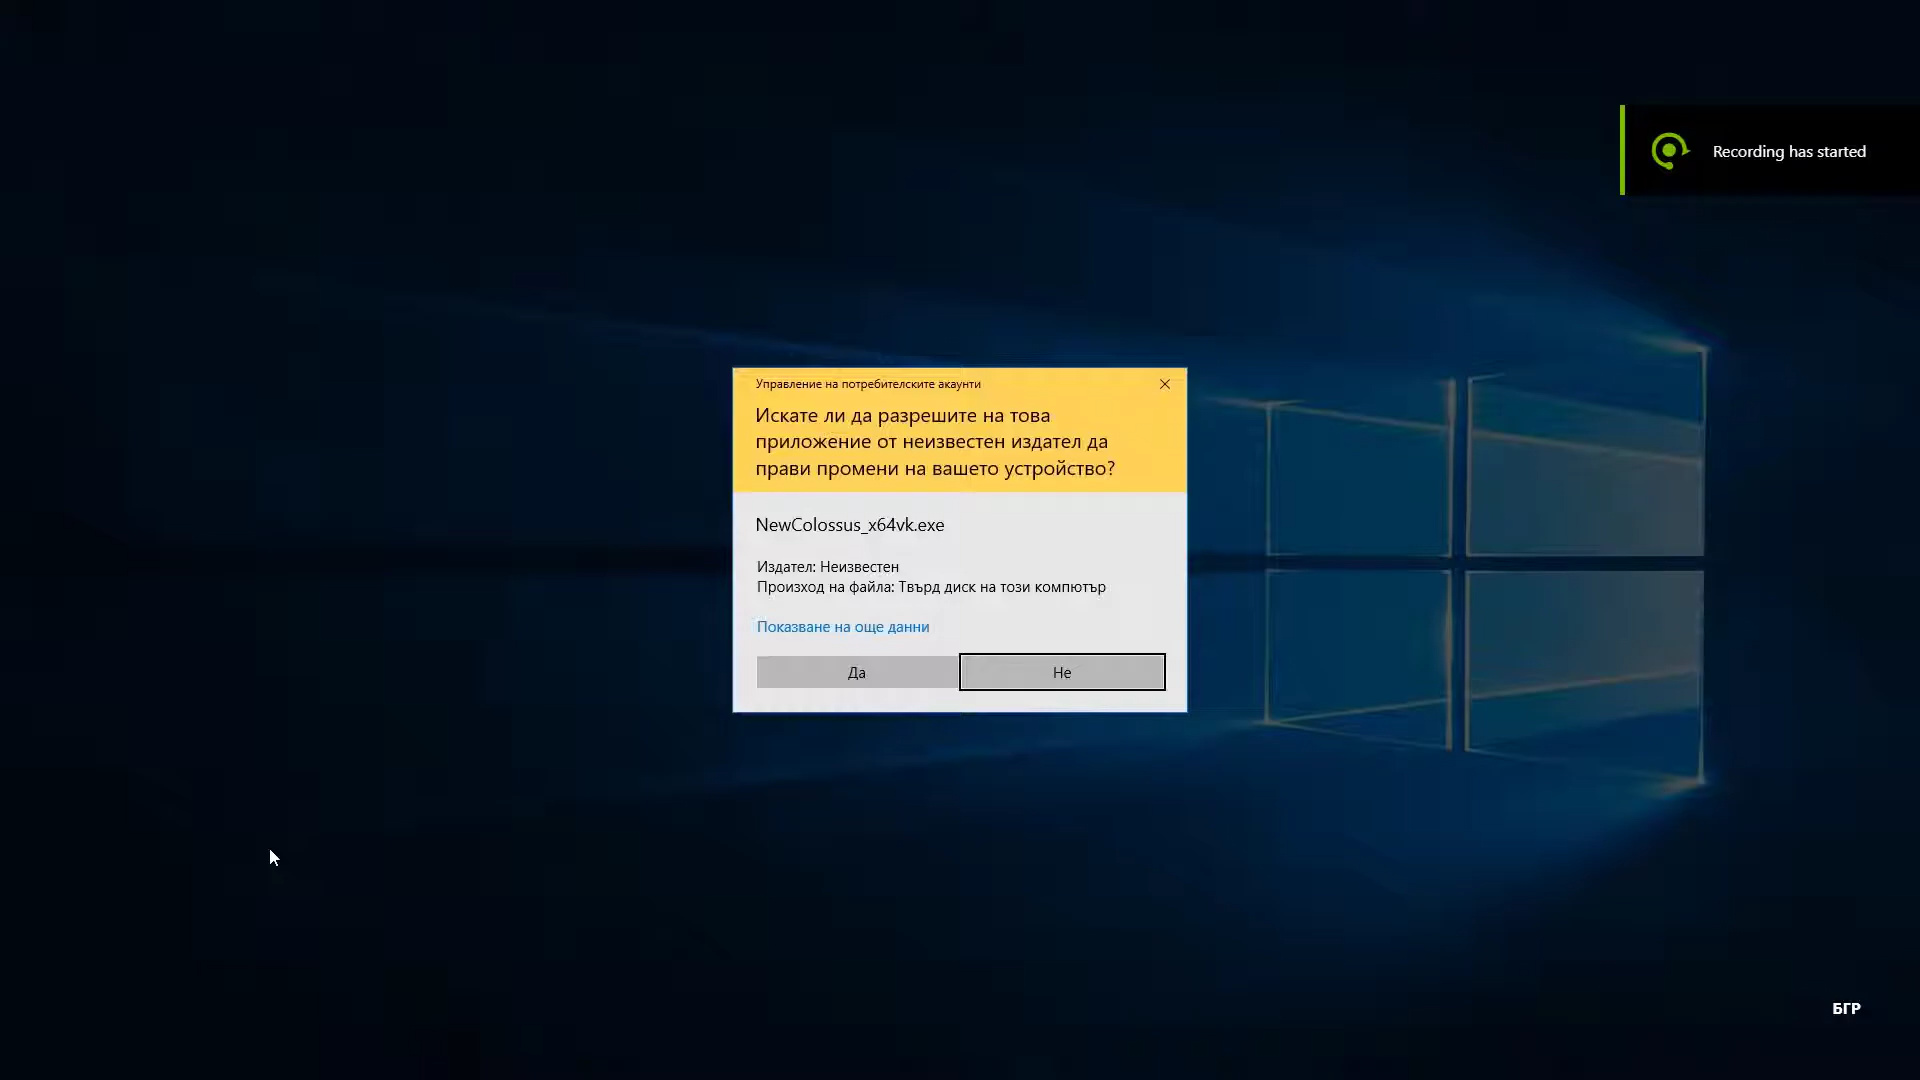 Recording has started
Управление на потребителските акаунти
Искате ли да разрешите на това
приложение от неизвестен издател да
прави промени на вашето устройство?
NewColossus_x64vk.exe
Издател: Неизвестен
Произход на файла: Твърд диск на този компютър
Показване на още данни
Да
Не
БГР